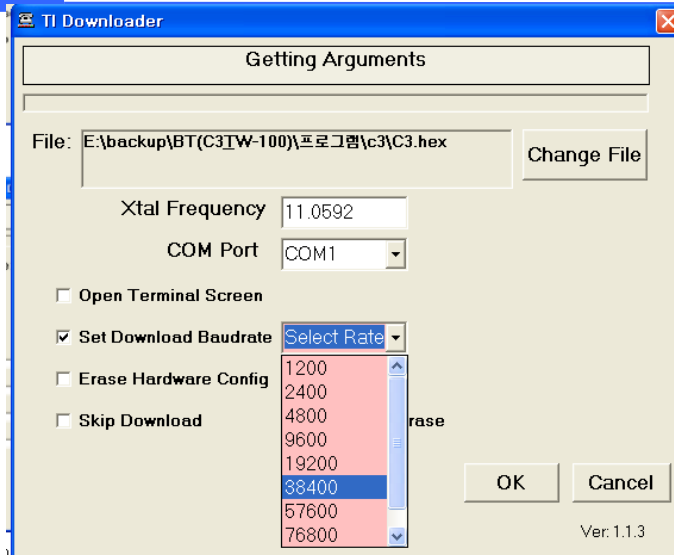 TI Downloader
Getting Arguments
File: E:\backup\BT(C3TW-100)\프로그램\c3\C3.hex
Change File
Xtal Frequency 11.0592
COM Port COM1
Open Terminal Screen
Set Download Baudrate Select Rate
1200
Erase Hardware Config
2400
4800
Skip Download rase
9600
19200
38400
OK Cancel
57600
76800
Ver: 1.1.3